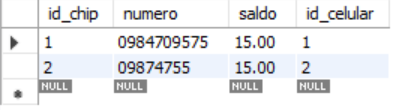 id_chip numero saldo id_celular
1 0984709575 15.00 1
2 09874755 15.00 2
NULL NULL NULL NULL